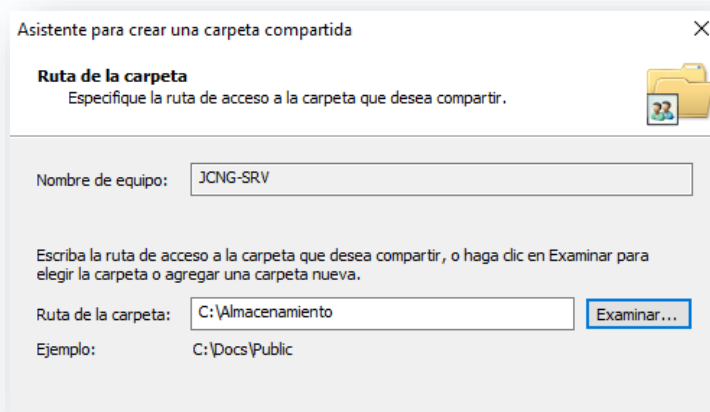 Asistente para crear una carpeta compartida
Ruta de la carpeta
Especifique la ruta de acceso a la carpeta que desea compartir.
Nombre de equipo: JCNG-SRV
Escriba la ruta de acceso a la carpeta que desea compartir, o haga clic en Examinar para
elegir la carpeta o agregar una carpeta nueva.
Ruta de la carpeta: C:\Almacenamiento Examinar...
Ejemplo: C:\Docs\Public